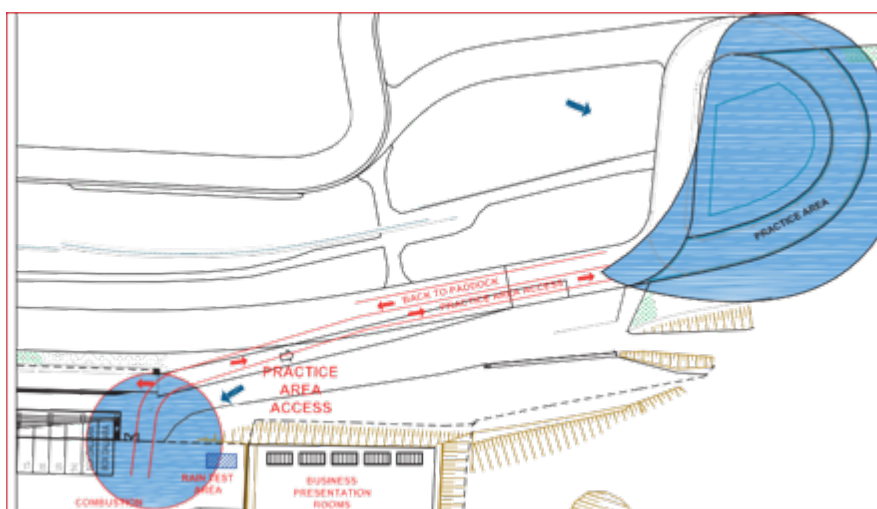 PRACTICE AREA
BACK TO PADDOCK
PRACTICE AREA ACCESS
PRACTICE
AREA
ACCESS
RAIN TEST
AREA
BUSINESS
PRESENTATION
ROOMS
COMBUSTION